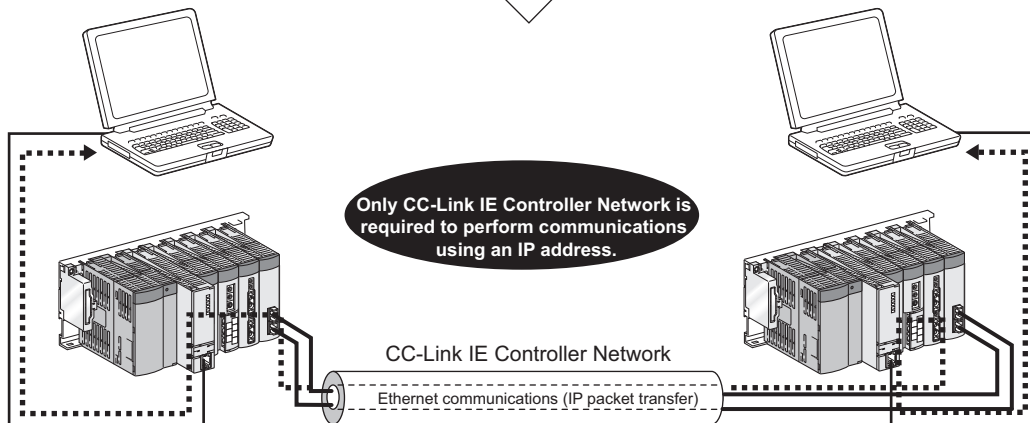 Only CC-Link IE Controller Network is
required to perform communications
using an IP address.
CC-Link IE Controller Network
Ethernet communications (IP packet transfer)